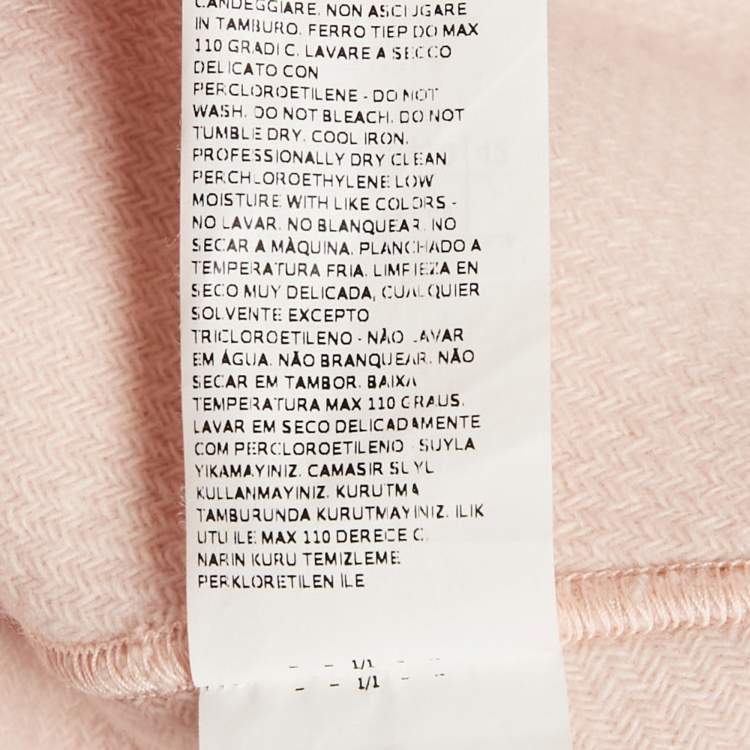 CANDEGGIARE. NON ASCIUGARE
IN TAMBURO. FERRO TIEP DO MAX
110 GRADI C. LAVARE A SECCO
DELICATO CON
PERCLOROETILENE - DO NOT
WASH. DO NOT BLEACH. DO NOT
TUMBLE DRY. COOL IRON.
PROFESSIONALLY DRY CLEAN
PERCHLOROETHYLENE LOW
MOISTURE WITH LIKE COLORS -
NO LAVAR. NO BLANQUEAR. NO
SECAR A MÀQUINA. PLANCHADO A
TEMPERATURA FRIA. LIMPIEZA EN
SECO MUY DELICADA, CUALQUIER
SOLVENTE EXCEPTO
TRICLOROETILENO - NÃO LAVAR
EM ÁGUA. NÃO BRANQUEAR. NÃO
SECAR EM TAMBOR. BAIXA
TEMPERATURA MAX 110 GRAUS.
LAVAR EM SECO DELICADAMENTE
COM PERCLOROETILENO - SUYLA
YIKAMAYINIZ. CAMASIR SUYU
KULLANMAYINIZ. KURUTMA
TAMBURUNDA KURUTMAYINIZ. ILIK
UTU ILE MAX 110 DERECE C.
NARIN KURU TEMIZLEME
PERKLORETILEN ILE
1/1
1/1